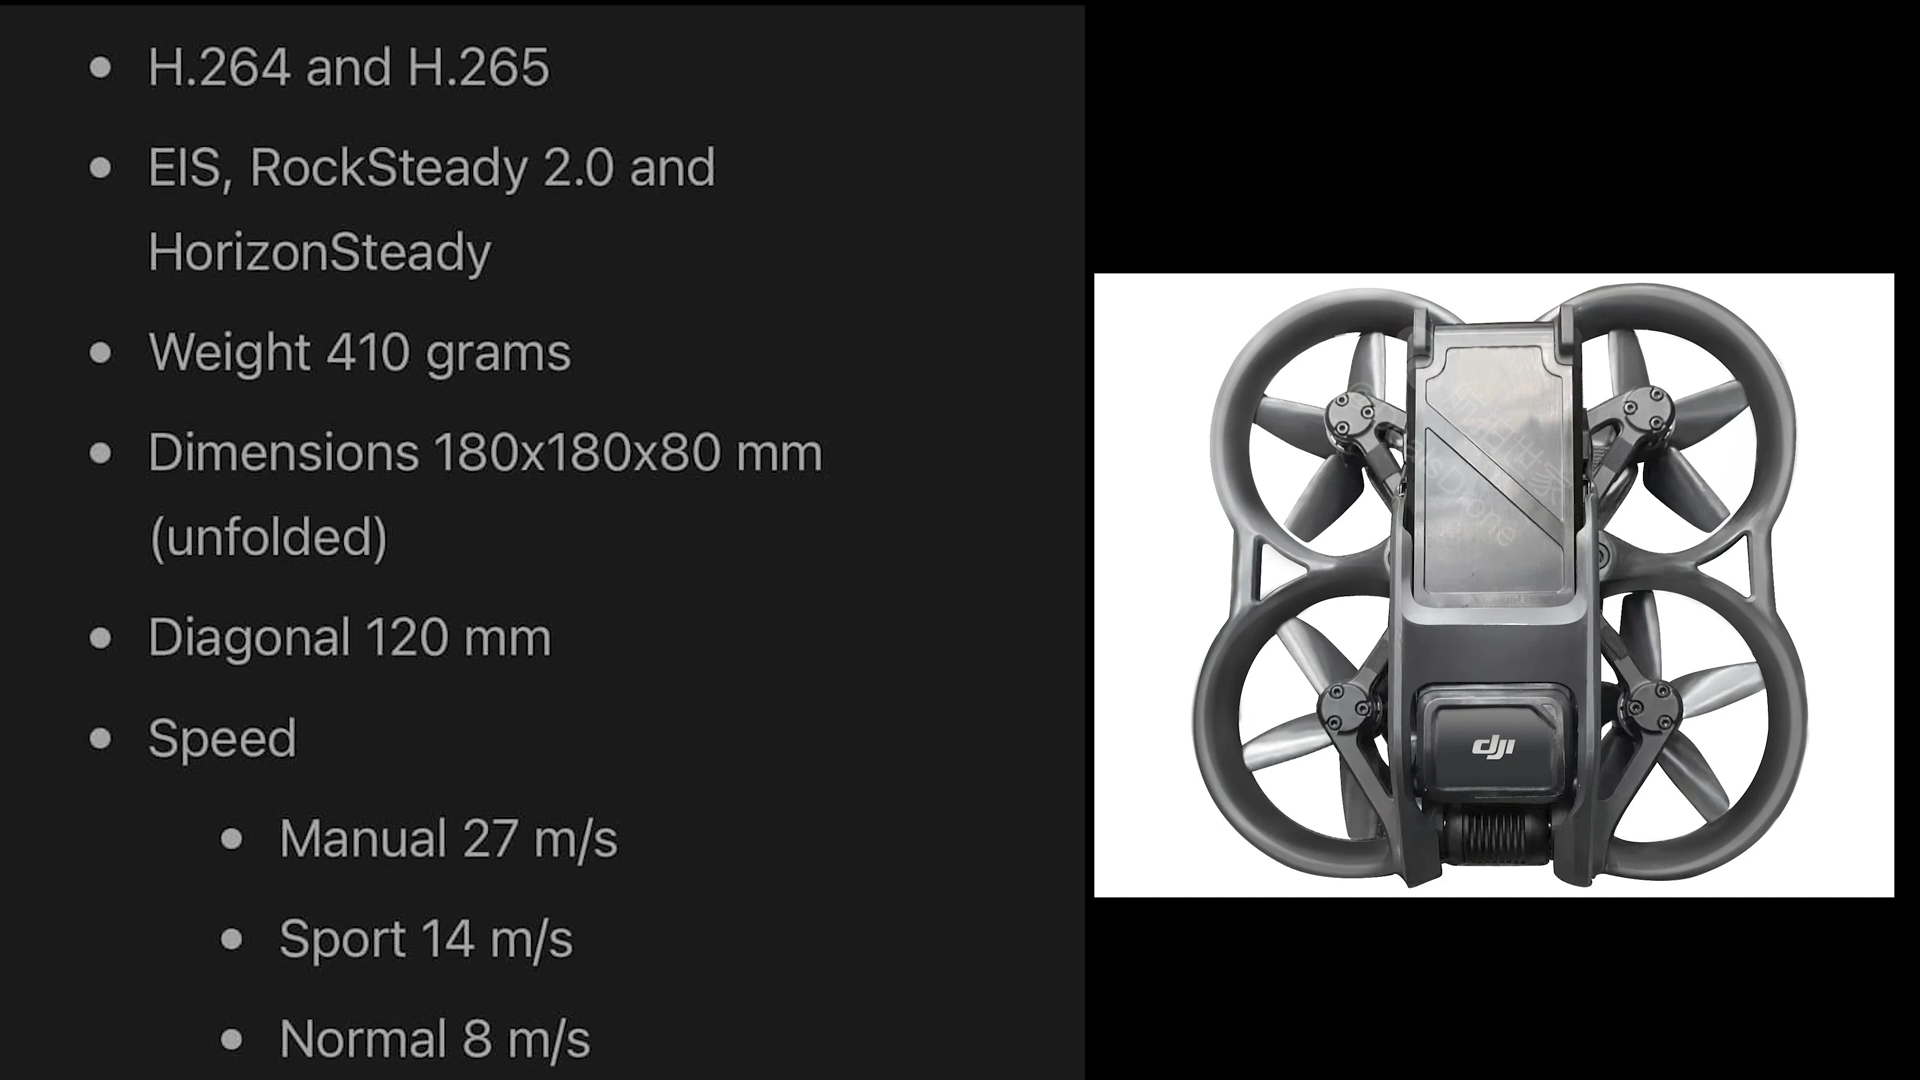 H.264 and H.265
EIS, RockSteady 2.0 and
HorizonSteady
Weight 410 grams
Dimensions 180x180x80 mm
(unfolded)
Diagonal 120 mm
Speed
Manual 27 m/s
Sport 14 m/s
Normal 8 m/s
dji